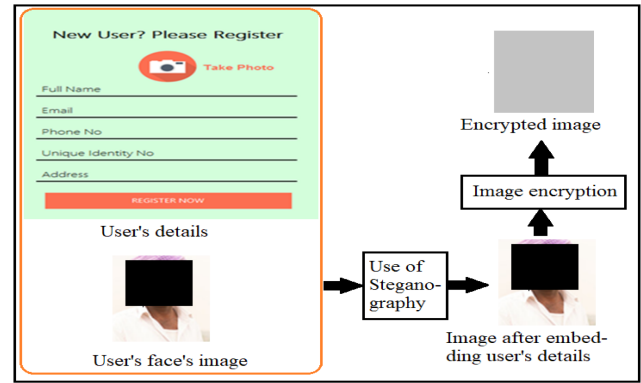 New User? Please Register
Take Photo
Full Name
Email
Phone No
Unique Identity No
Address
REGISTER NOW
User's details
User's face's image
Use of
Stegano-
graphy
Image after embed-
ding user's details
Image encryption
Encrypted image